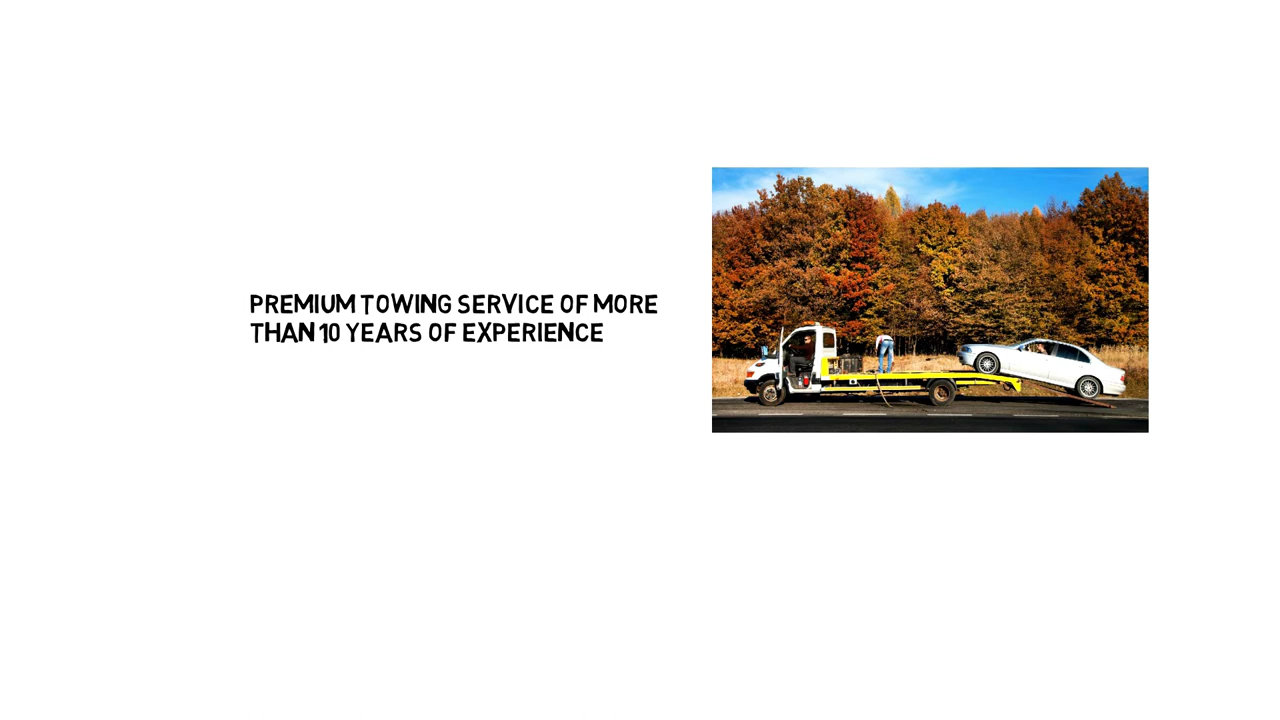 PREMIUM TOWING SERVICE OF MORE
THAN 10 YEARS OF EXPERIENCE